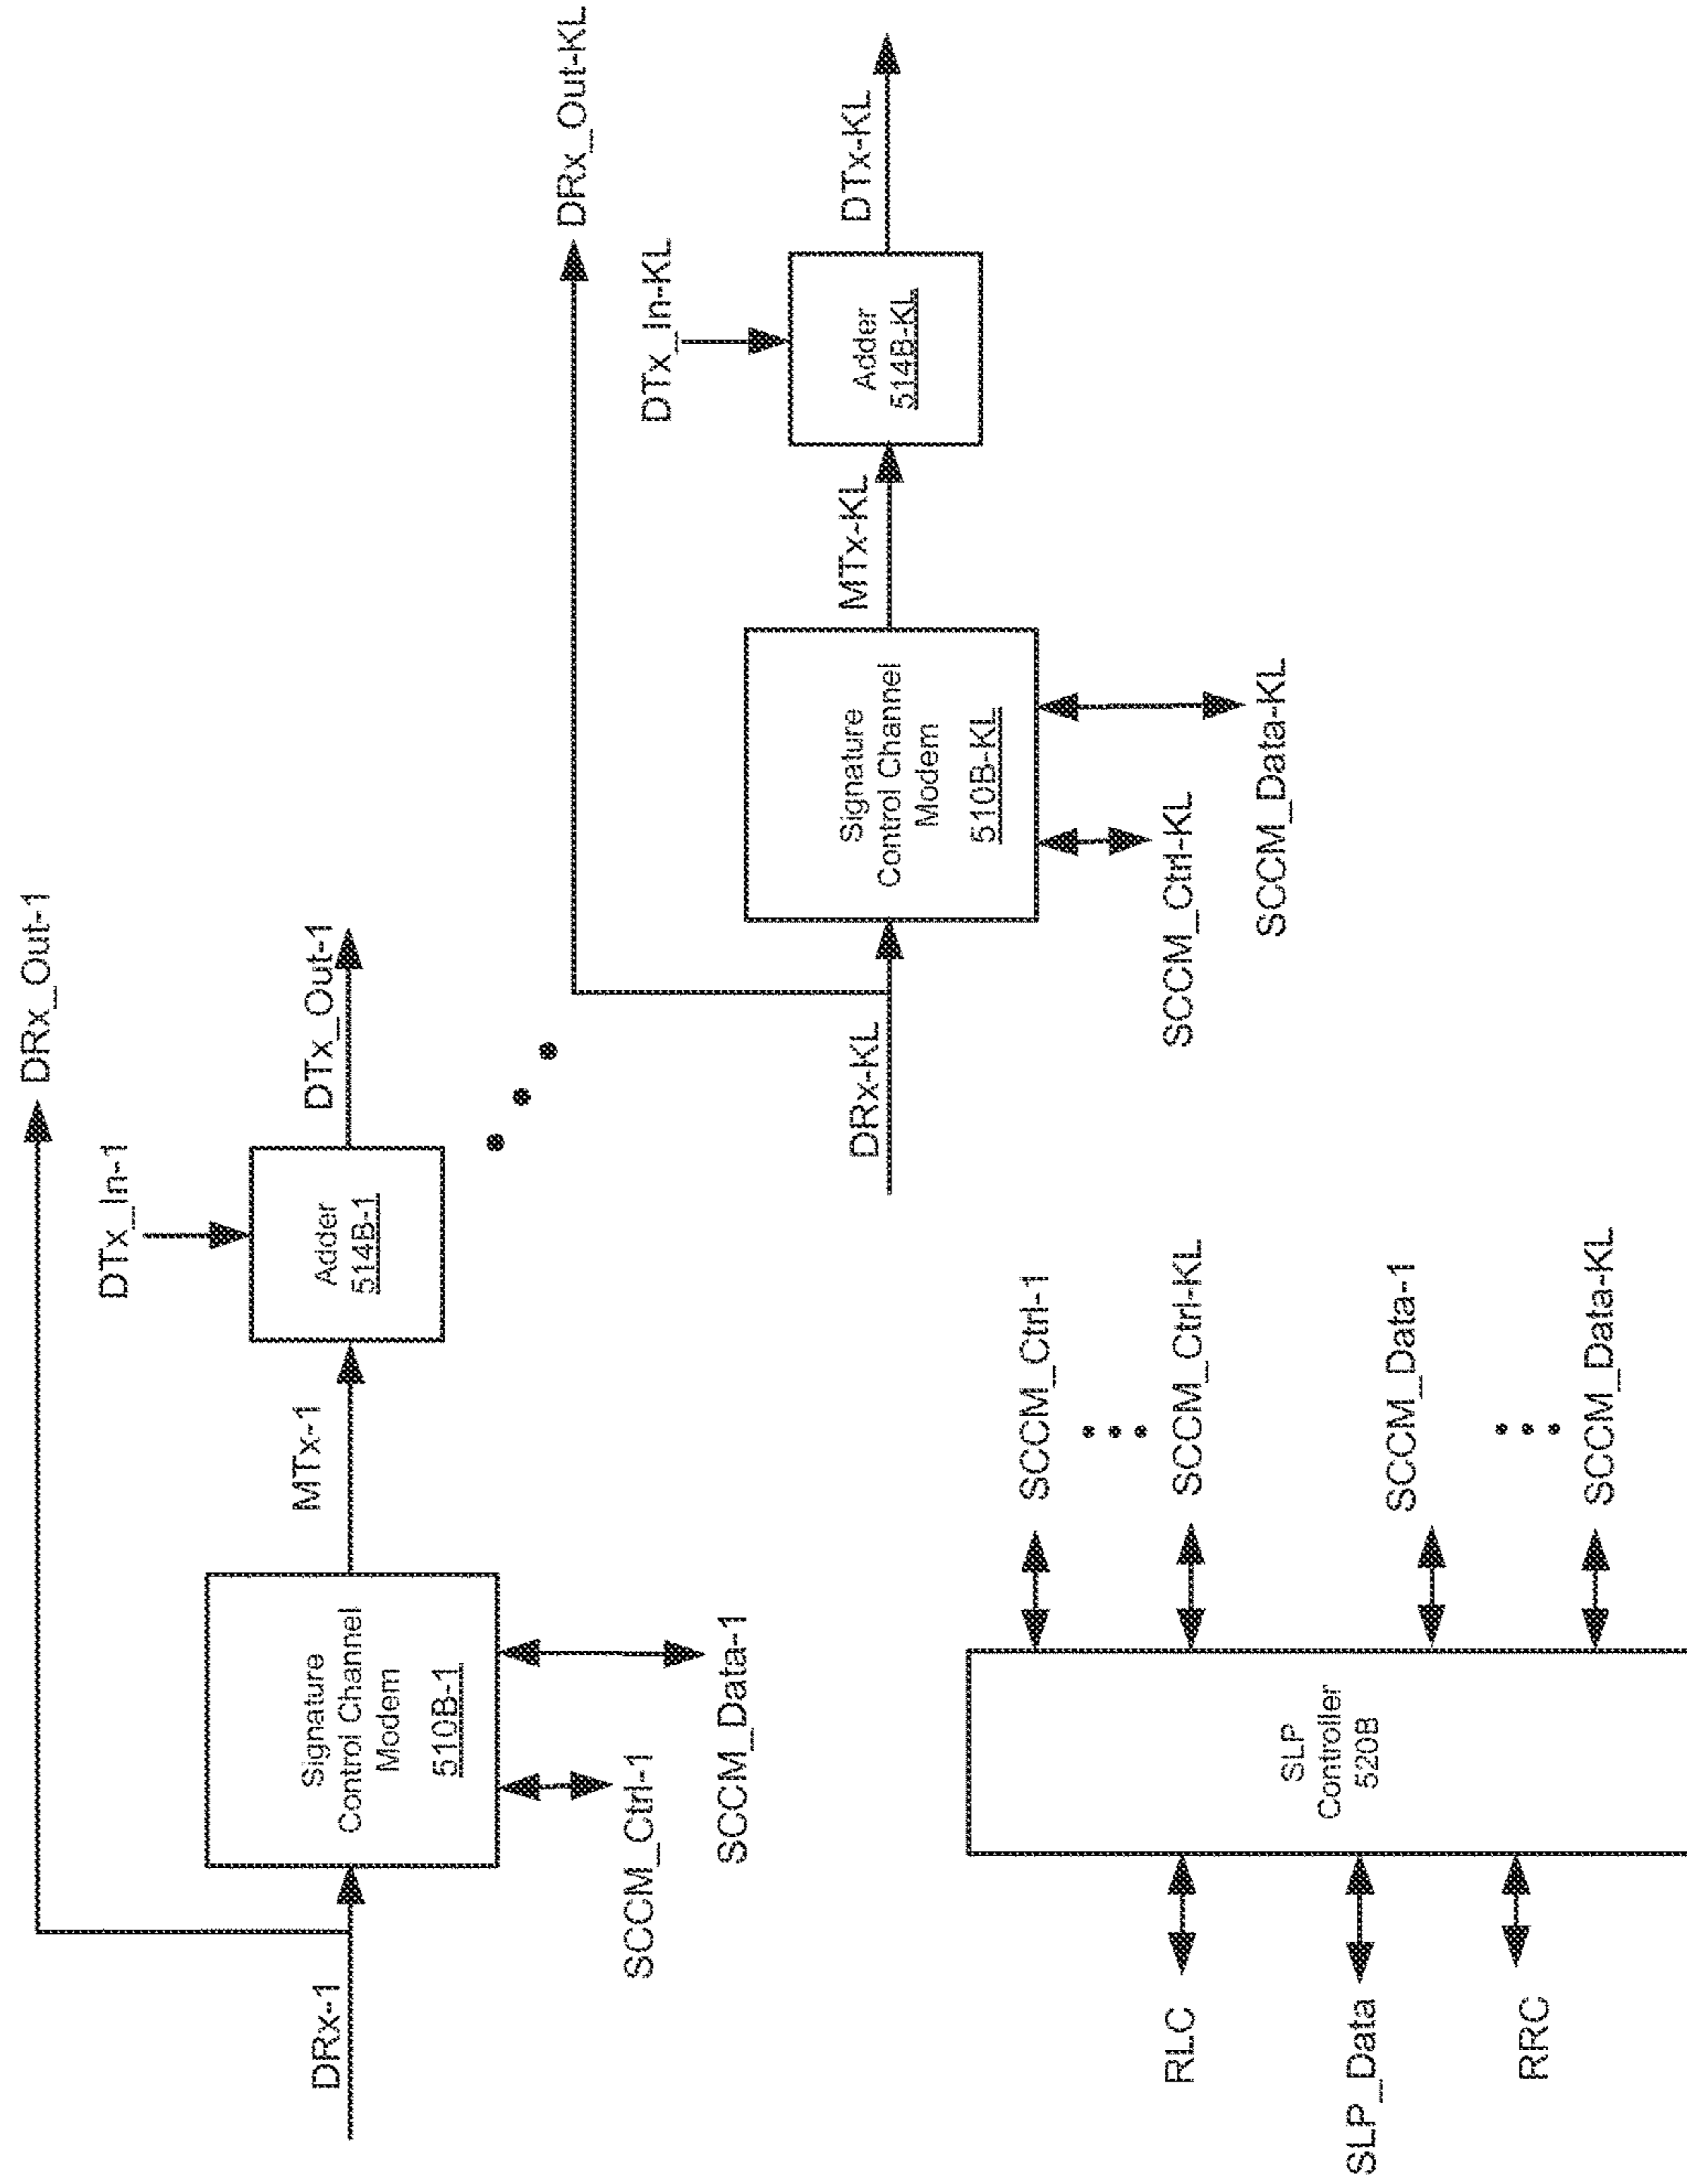 DRx_Out-1
DTx_In-1
DRx-1
MTx-1
DTx_Out-1
Signature
Control Channel
Modem
510B-1
Adder
514B-1
SCCM_Ctrl-1
SCCM_Data-1
DRx_Out-KL
DTx_In-KL
DRx-KL
MTx-KL
DTx-KL
Signature
Control Channel
Modem
510B-KL
Adder
514B-KL
SCCM_Ctrl-KL
SCCM_Data-KL
RLC
SLP_Data
RRC
SLP
Controller
520B
SCCM_Ctrl-1
SCCM_Ctrl-KL
SCCM_Data-1
SCCM_Data-KL